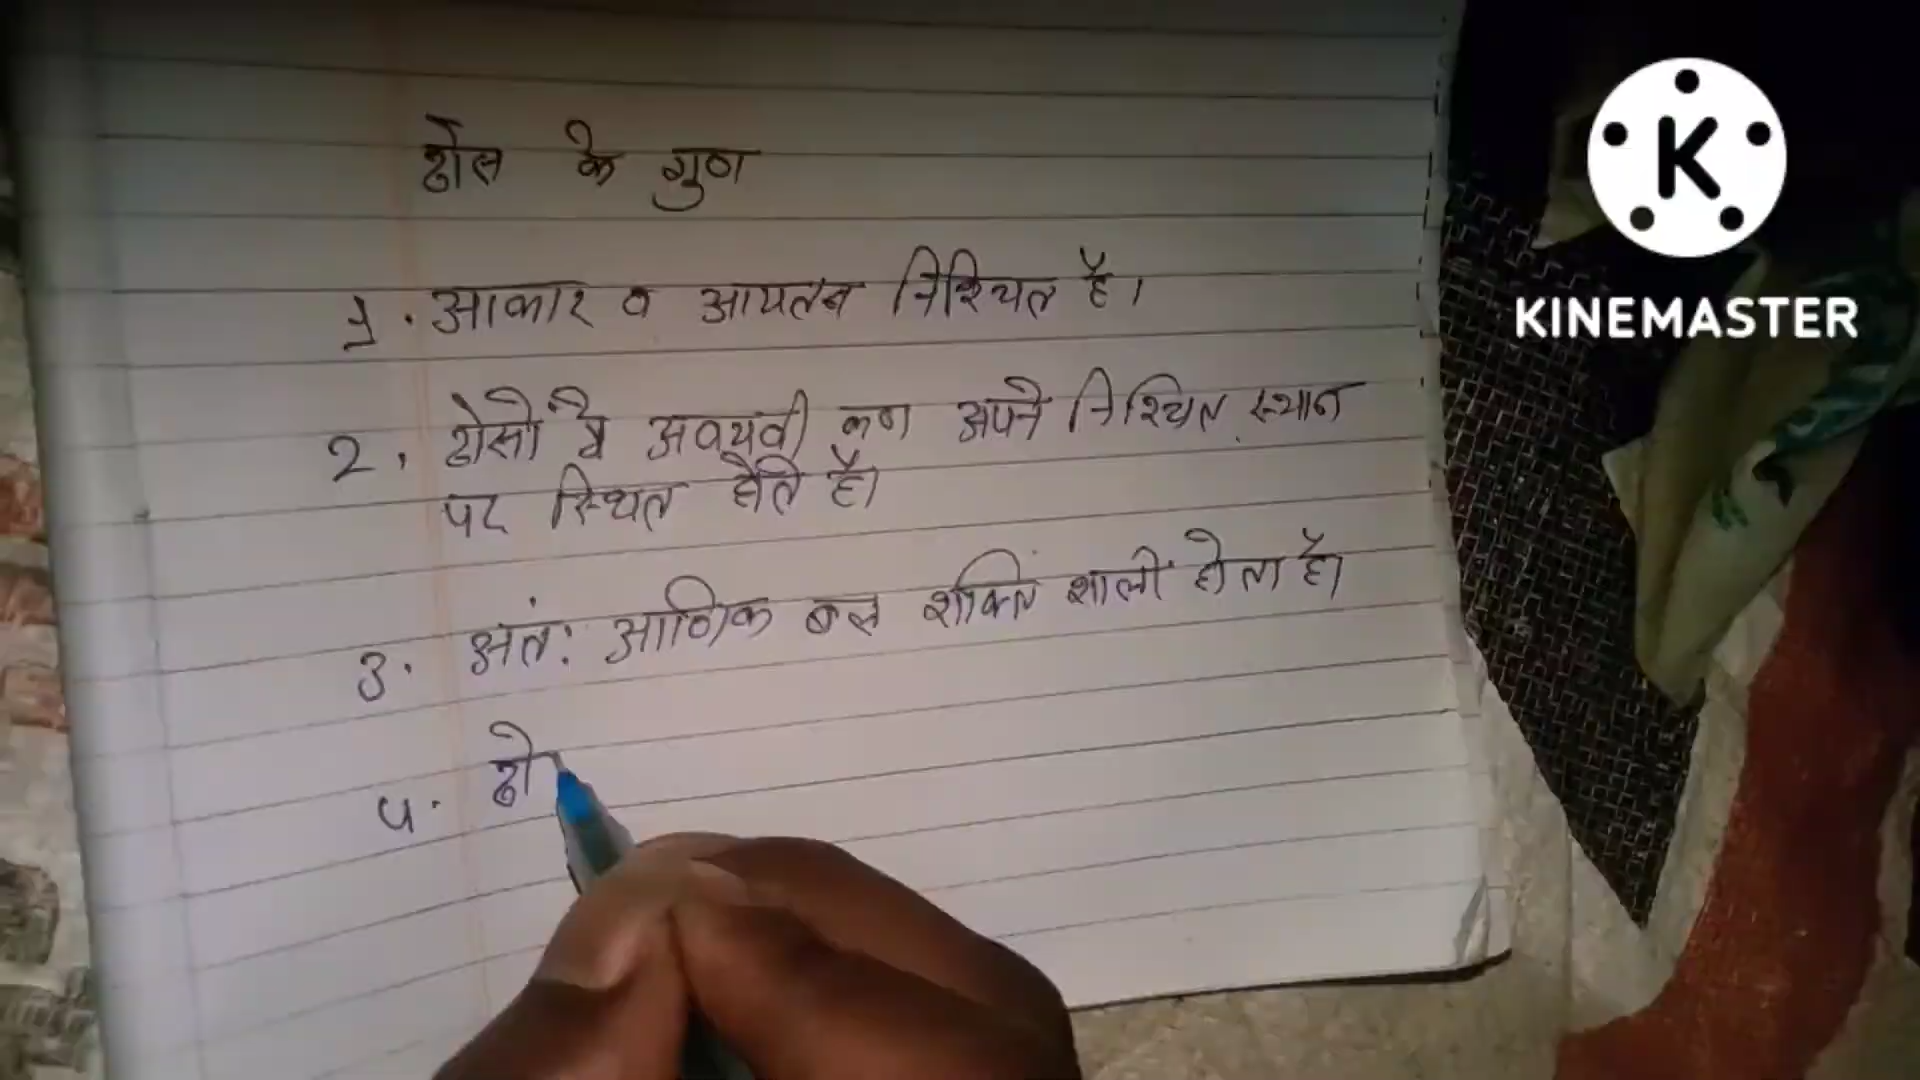 ठोस के गुण
1. आकार व आयतन निश्चित है।
2. ठोसो के अवयवी कण अपने निश्चित स्थान
पर स्थित होते है।
3. अंत: आणिक बल शक्ति शाली होता है।
4. ठो
KINEMASTER